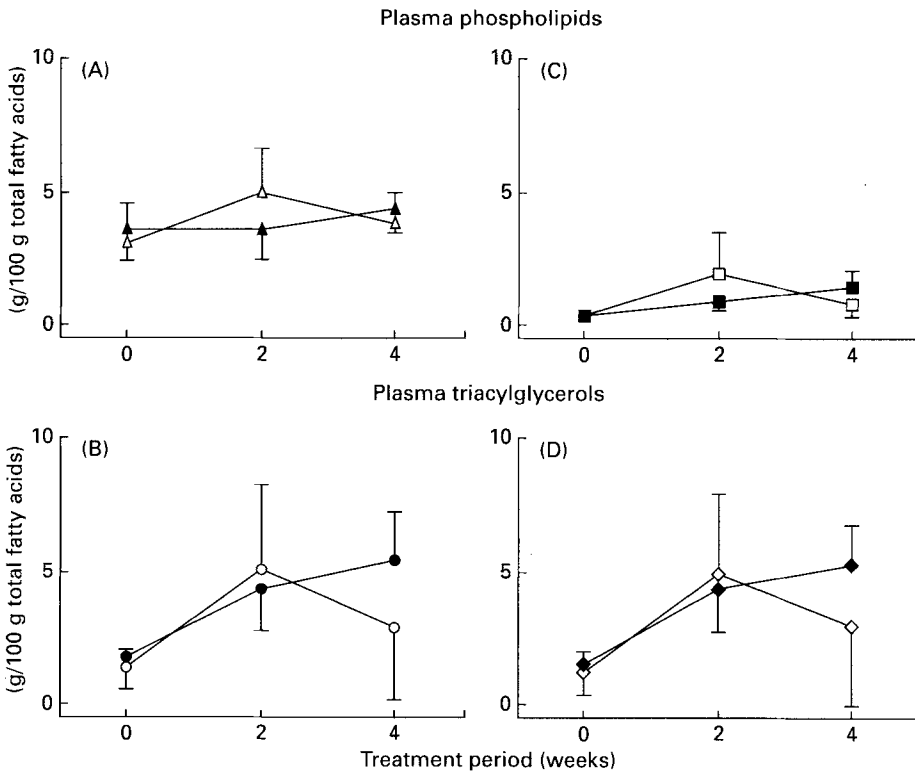 Plasma phospholipids
(g/100 g total fatty acids)
10
5
0
(A)
0 2 4
10
5
0
(C)
0 2 4
Plasma triacylglycerols
(g/100 g total fatty acids)
10
5
0
(B)
0 2 4
10
5
0
(D)
0 2 4
Treatment period (weeks)